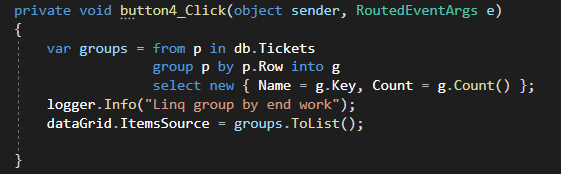 private void button4_Click(object sender, RoutedEventArgs e)
{
var groups = from p in db.Tickets
group p by p.Row into g
select new { Name = g.Key, Count = g.Count() };
logger.Info("Linq group by end work");
dataGrid.ItemsSource = groups.ToList();
}